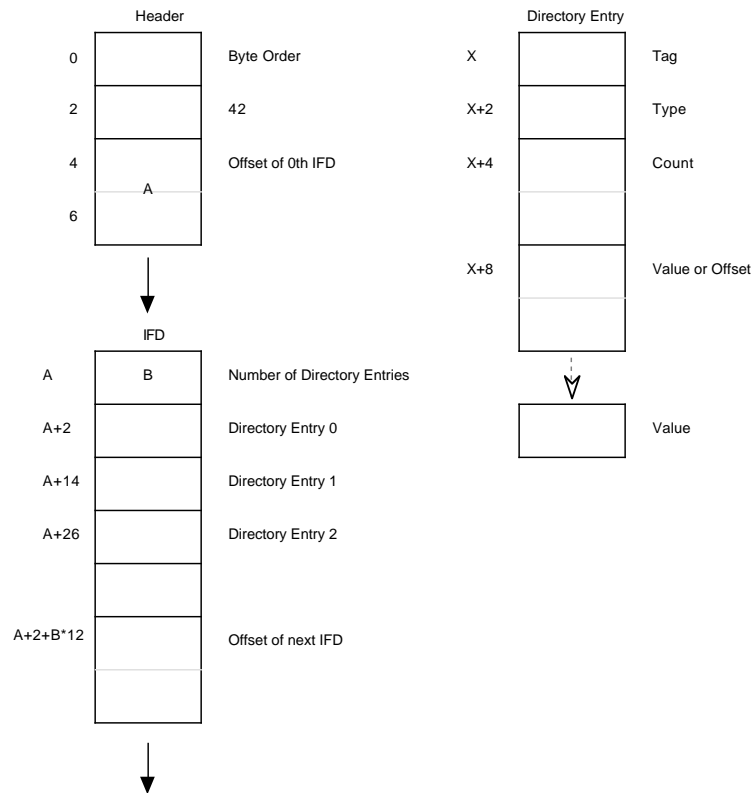 Header
0 Byte Order
2 42
4 Offset of 0th IFD
A
6
IFD
A B Number of Directory Entries
A+2 Directory Entry 0
A+14 Directory Entry 1
A+26 Directory Entry 2
A+2+B*12 Offset of next IFD
Directory Entry
X Tag
X+2 Type
X+4 Count
X+8 Value or Offset
Value